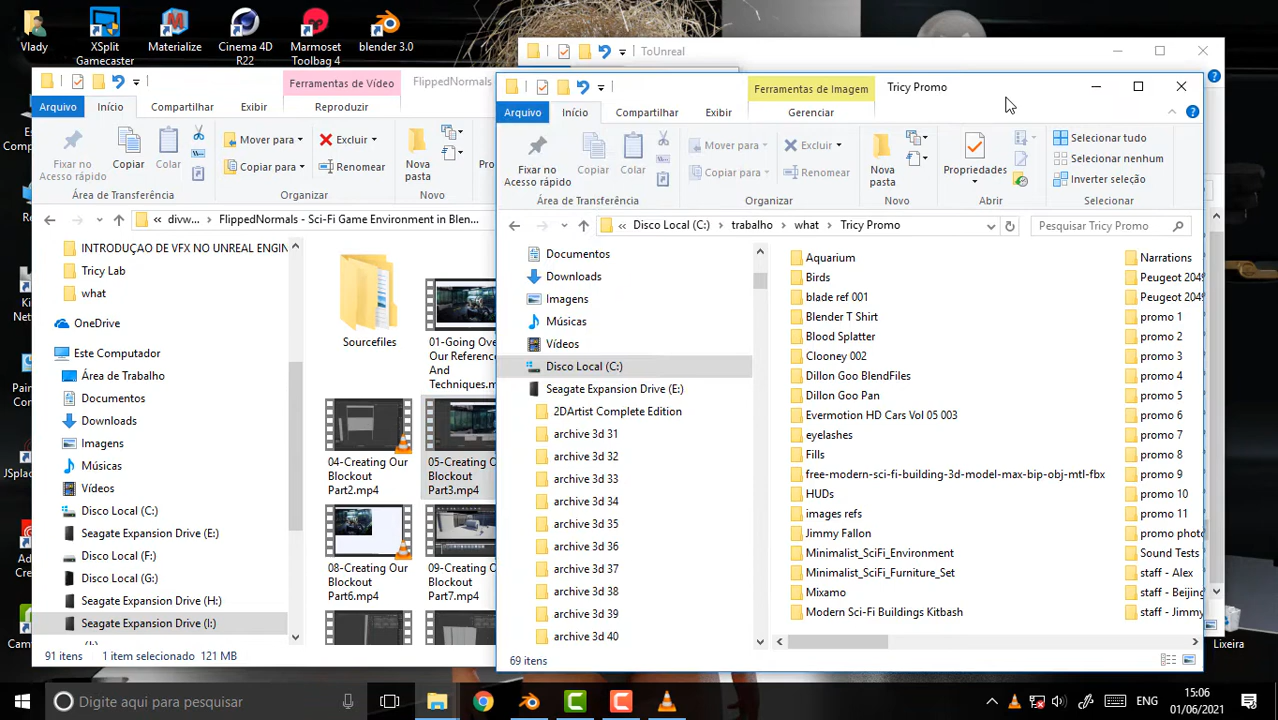 Vlady
XSplit Gamecaster
Materialize
Cinema 4D R22
Marmoset Toolbag 4
blender 3.0
ToUnreal
Ferramentas de Vídeo
FlippedNormals
Arquivo
Início
Compartilhar
Exibir
Reproduzir
Fixar no Acesso rápido
Copiar
Colar
Mover para
Copiar para
Excluir
Renomear
Nova pasta
Área de Transferência
Organizar
Novo
« divw... > FlippedNormals - Sci-Fi Game Environment in Blen...
INTRODUÇAO DE VFX NO UNREAL ENGIN
Tricy Lab
what
OneDrive
Este Computador
Área de Trabalho
Documentos
Downloads
Imagens
Músicas
Vídeos
Disco Local (C:)
Seagate Expansion Drive (E:)
Disco Local (F:)
Disco Local (G:)
Seagate Expansion Drive (H:)
Seagate Expansion Drive (I:)
Sourcefiles
01-Going Over
Our Reference
And
Techniques.m
04-Creating Our
Blockout
Part2.mp4
05-Creating O
Blockout
Part3.mp4
08-Creating Our
Blockout
Part6.mp4
09-Creating Ou
Blockout
Part7.mp4
91 itens
1 item selecionado 121 MB
Ferramentas de Imagem
Tricy Promo
Arquivo
Início
Compartilhar
Exibir
Gerenciar
Fixar no Acesso rápido
Copiar
Colar
Mover para
Copiar para
Excluir
Renomear
Nova pasta
Propriedades
Selecionar tudo
Selecionar nenhum
Inverter seleção
Área de Transferência
Organizar
Novo
Abrir
Selecionar
« Disco Local (C:) > trabalho > what > Tricy Promo
Pesquisar Tricy Promo
Documentos
Downloads
Imagens
Músicas
Vídeos
Disco Local (C:)
Seagate Expansion Drive (E:)
2DArtist Complete Edition
archive 3d 31
archive 3d 32
archive 3d 33
archive 3d 34
archive 3d 35
archive 3d 36
archive 3d 37
archive 3d 38
archive 3d 39
archive 3d 40
Aquarium
Birds
blade ref 001
Blender T Shirt
Blood Splatter
Clooney 002
Dillon Goo BlendFiles
Dillon Goo Pan
Evermotion HD Cars Vol 05 003
eyelashes
Fills
free-modern-sci-fi-building-3d-model-max-bip-obj-mtl-fbx
HUDs
images refs
Jimmy Fallon
Minimalist_SciFi_Environment
Minimalist_SciFi_Furniture_Set
Mixamo
Modern Sci-Fi Buildings Kitbash
Narrations
Peugeot 2049
Peugeot 2049
promo 1
promo 2
promo 3
promo 4
promo 5
promo 6
promo 7
promo 8
promo 9
promo 10
promo 11
promo phot
Sound Tests
staff - Alex
staff - Beijing
staff - Jimmy
69 itens
Lixeira
Digite aqui para pesquisar
ENG
15:06
01/06/2021